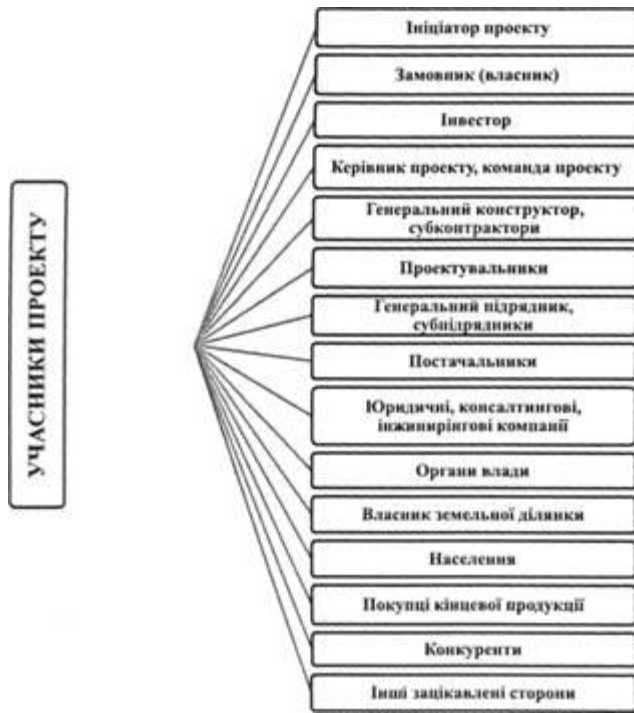 УЧАСНИКИ ПРОЕКТУ
Ініціатор проекту
Замовник (власник)
Інвестор
Керівник проекту, команда проекту
Генеральний конструктор,
субконтрактори
Проектувальники
Генеральний підрядник,
субпідрядники
Постачальники
Юридичні, консалтингові,
інжинирінгові компанії
Органи влади
Власник земельної ділянки
Населення
Покупці кінцевої продукції
Конкуренти
Інші зацікавлені сторони